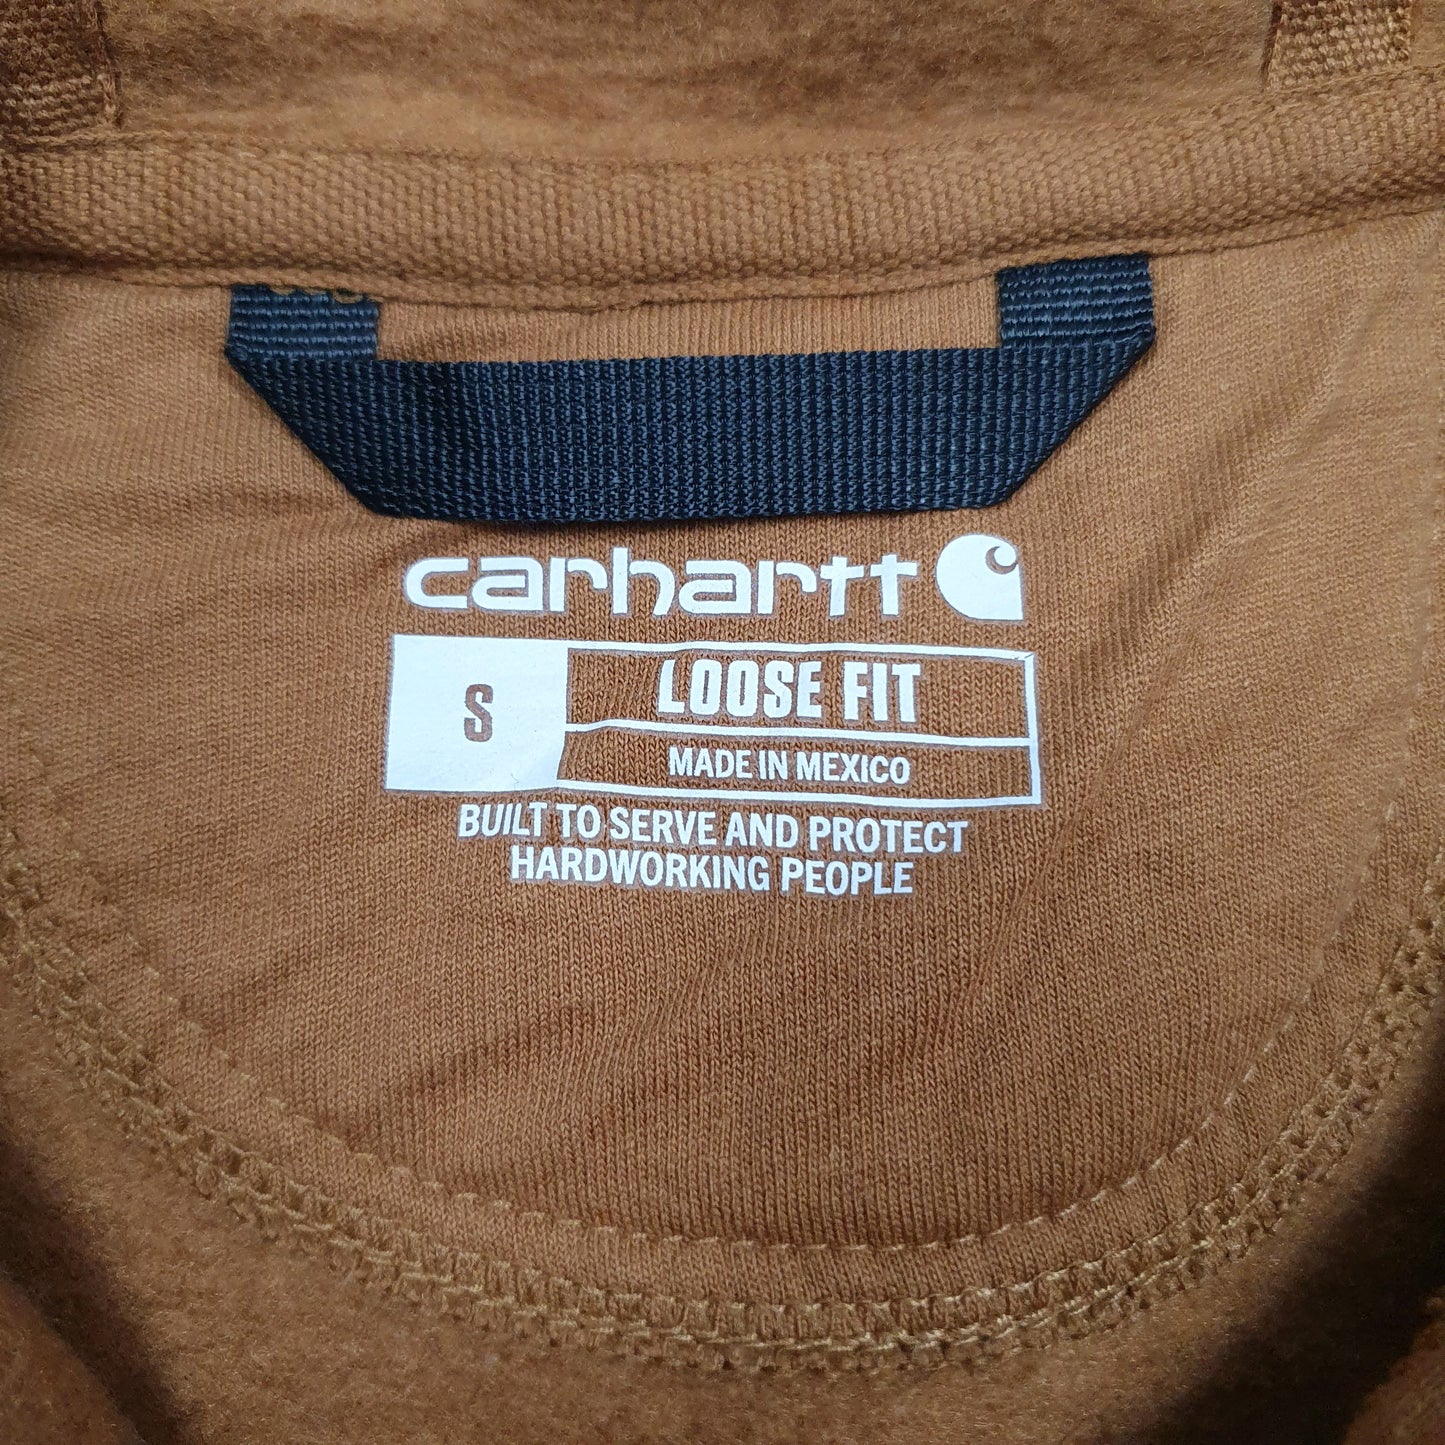 carhartt
S
LOOSE FIT
MADE IN MEXICO
BUILT TO SERVE AND PROTECT
HARDWORKING PEOPLE